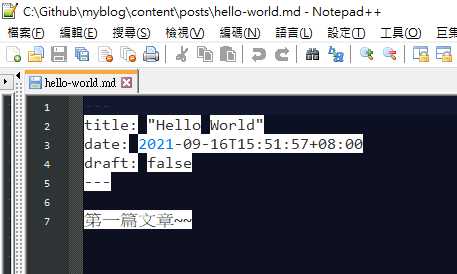 C:\Github\myblog\content\posts\hello-world.md - Notepad++
檔案(F) 編輯(E) 搜尋(S) 檢視(V) 編碼(N) 語言(L) 設定(T) 工具(O) 巨集
hello-world.md
1 ---
2 title: "Hello World"
3 date: 2021-09-16T15:51:57+08:00
4 draft: false
5 ---
6
7 第一篇文章~~